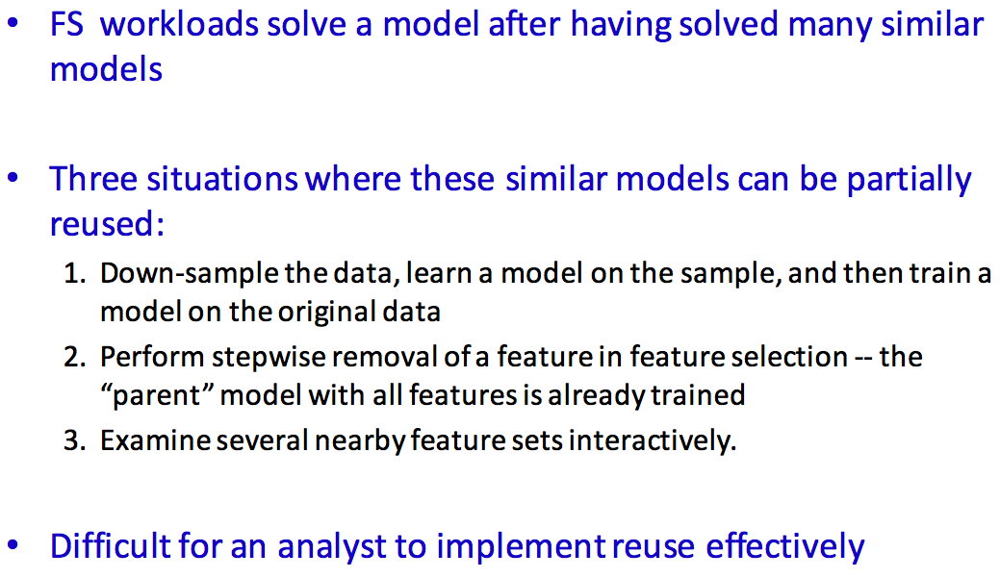 • FS workloads solve a model after having solved many similar
models
• Three situations where these similar models can be partially
reused:
1. Down-sample the data, learn a model on the sample, and then train a
model on the original data
2. Perform stepwise removal of a feature in feature selection -- the
“parent” model with all features is already trained
3. Examine several nearby feature sets interactively.
• Difficult for an analyst to implement reuse effectively